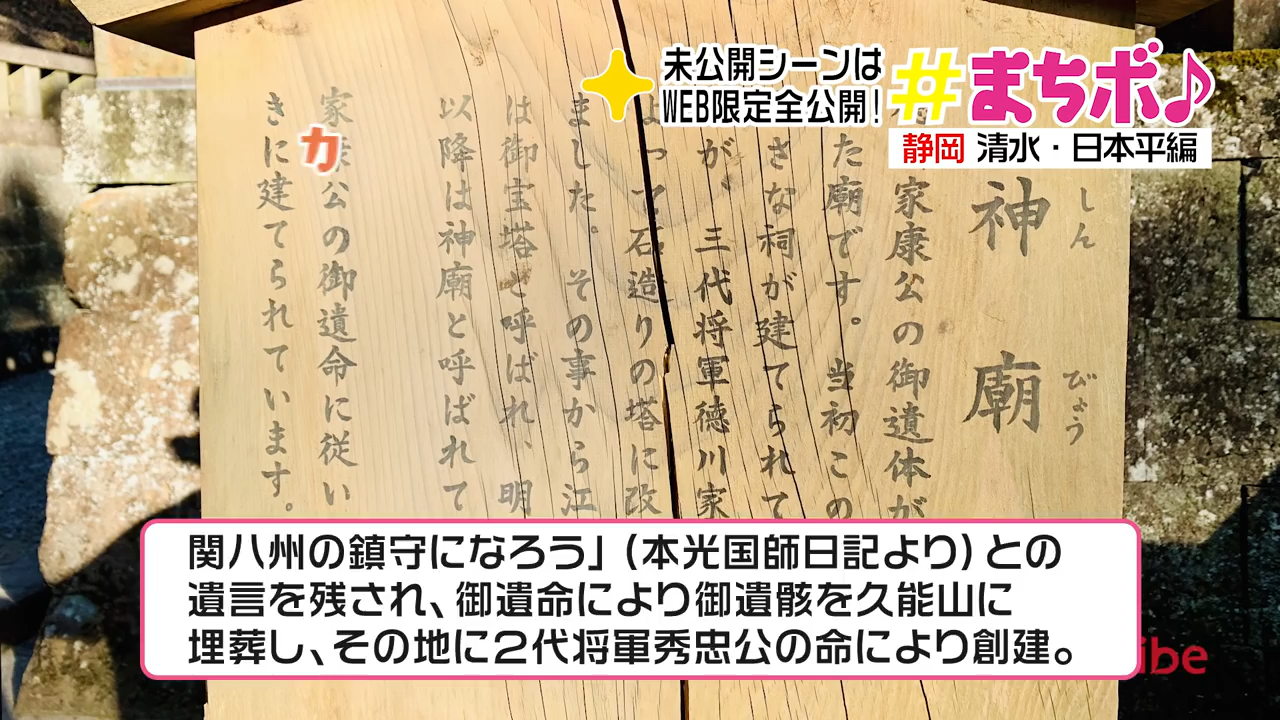 未公開シーンは
WEB限定全公開！
#まちボ♪
静岡 清水・日本平編
しん
びょう
神廟
家康公の御遺体が
た廟です。当初この
さな祠が建てられて
が、三代将軍徳川家
よって石造りの塔に改
ました。その事から江
は御宝塔と呼ばれ、明
以降は神廟と呼ばれて
家康公の御遺命に従い
きに建てられています。
カ
関八州の鎮守になろう」（本光国師日記より）との
遺言を残され、御遺命により御遺骸を久能山に
埋葬し、その地に２代将軍秀忠公の命により創建。
ibe